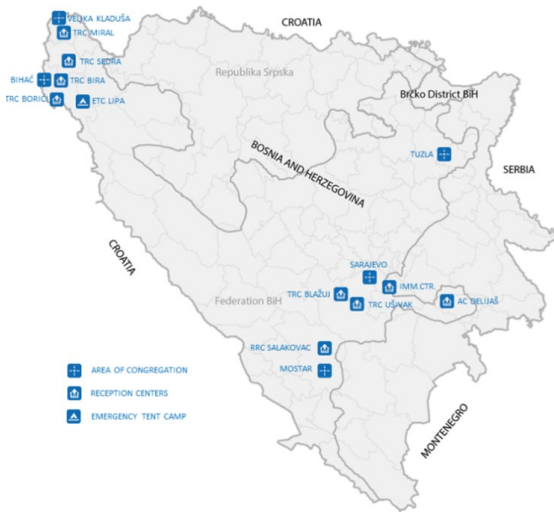 CROATIA
VELIKA KLADUŠA
TRC MIRAL
TRC SEDRA
Republika Srpska
BIHAĆ
TRC BIRA
TRC BORIĆI
ETC LIPA
Brčko District BiH
BOSNIA AND HERZEGOVINA
TUZLA
SERBIA
CROATIA
SARAJEVO
IMM.CTR.
TRC BLAŽUJ
TRC UŠIVAK
AC DELIJAŠ
Federation BiH
RRC SALAKOVAC
MOSTAR
AREA OF CONGREGATION
RECEPTION CENTERS
EMERGENCY TENT CAMP
MONTENEGRO